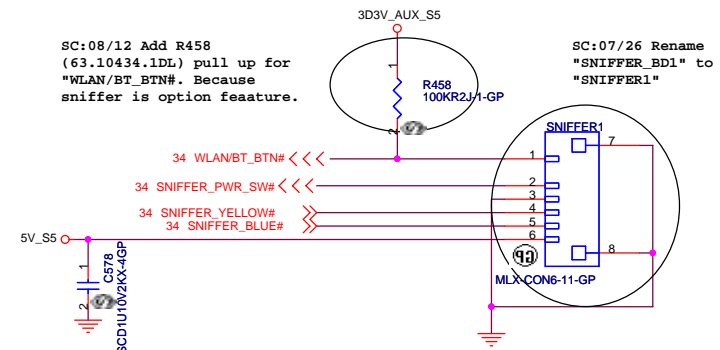 3D3V_AUX_S5
SC:08/12 Add R458
(63.10434.1DL) pull up for
"WLAN/BT_BTN#. Because
sniffer is option feaature.
SC:07/26 Rename
"SNIFFER_BD1" to
"SNIFFER1"
1
R458
100KR2J-1-GP
2
SNIFFER1
7
34 WLAN/BT_BTN#
1
34 SNIFFER_PWR_SW#
2
3
34 SNIFFER_YELLOW#
4
34 SNIFFER_BLUE#
5
5V_S5
6
8
GP
MLX-CON6-11-GP
1
C578
SCD1U10V2KX-4GP
2